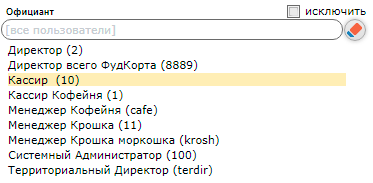 Официант исключить
[все пользователи]
Директор (2)
Директор всего ФудКорта (8889)
Кассир (10)
Кассир Кофейня (1)
Менеджер Кофейня (cafe)
Менеджер Крошка (11)
Менеджер Крошка моркошка (krosh)
Системный Администратор (100)
Территориальный Директор (terdir)